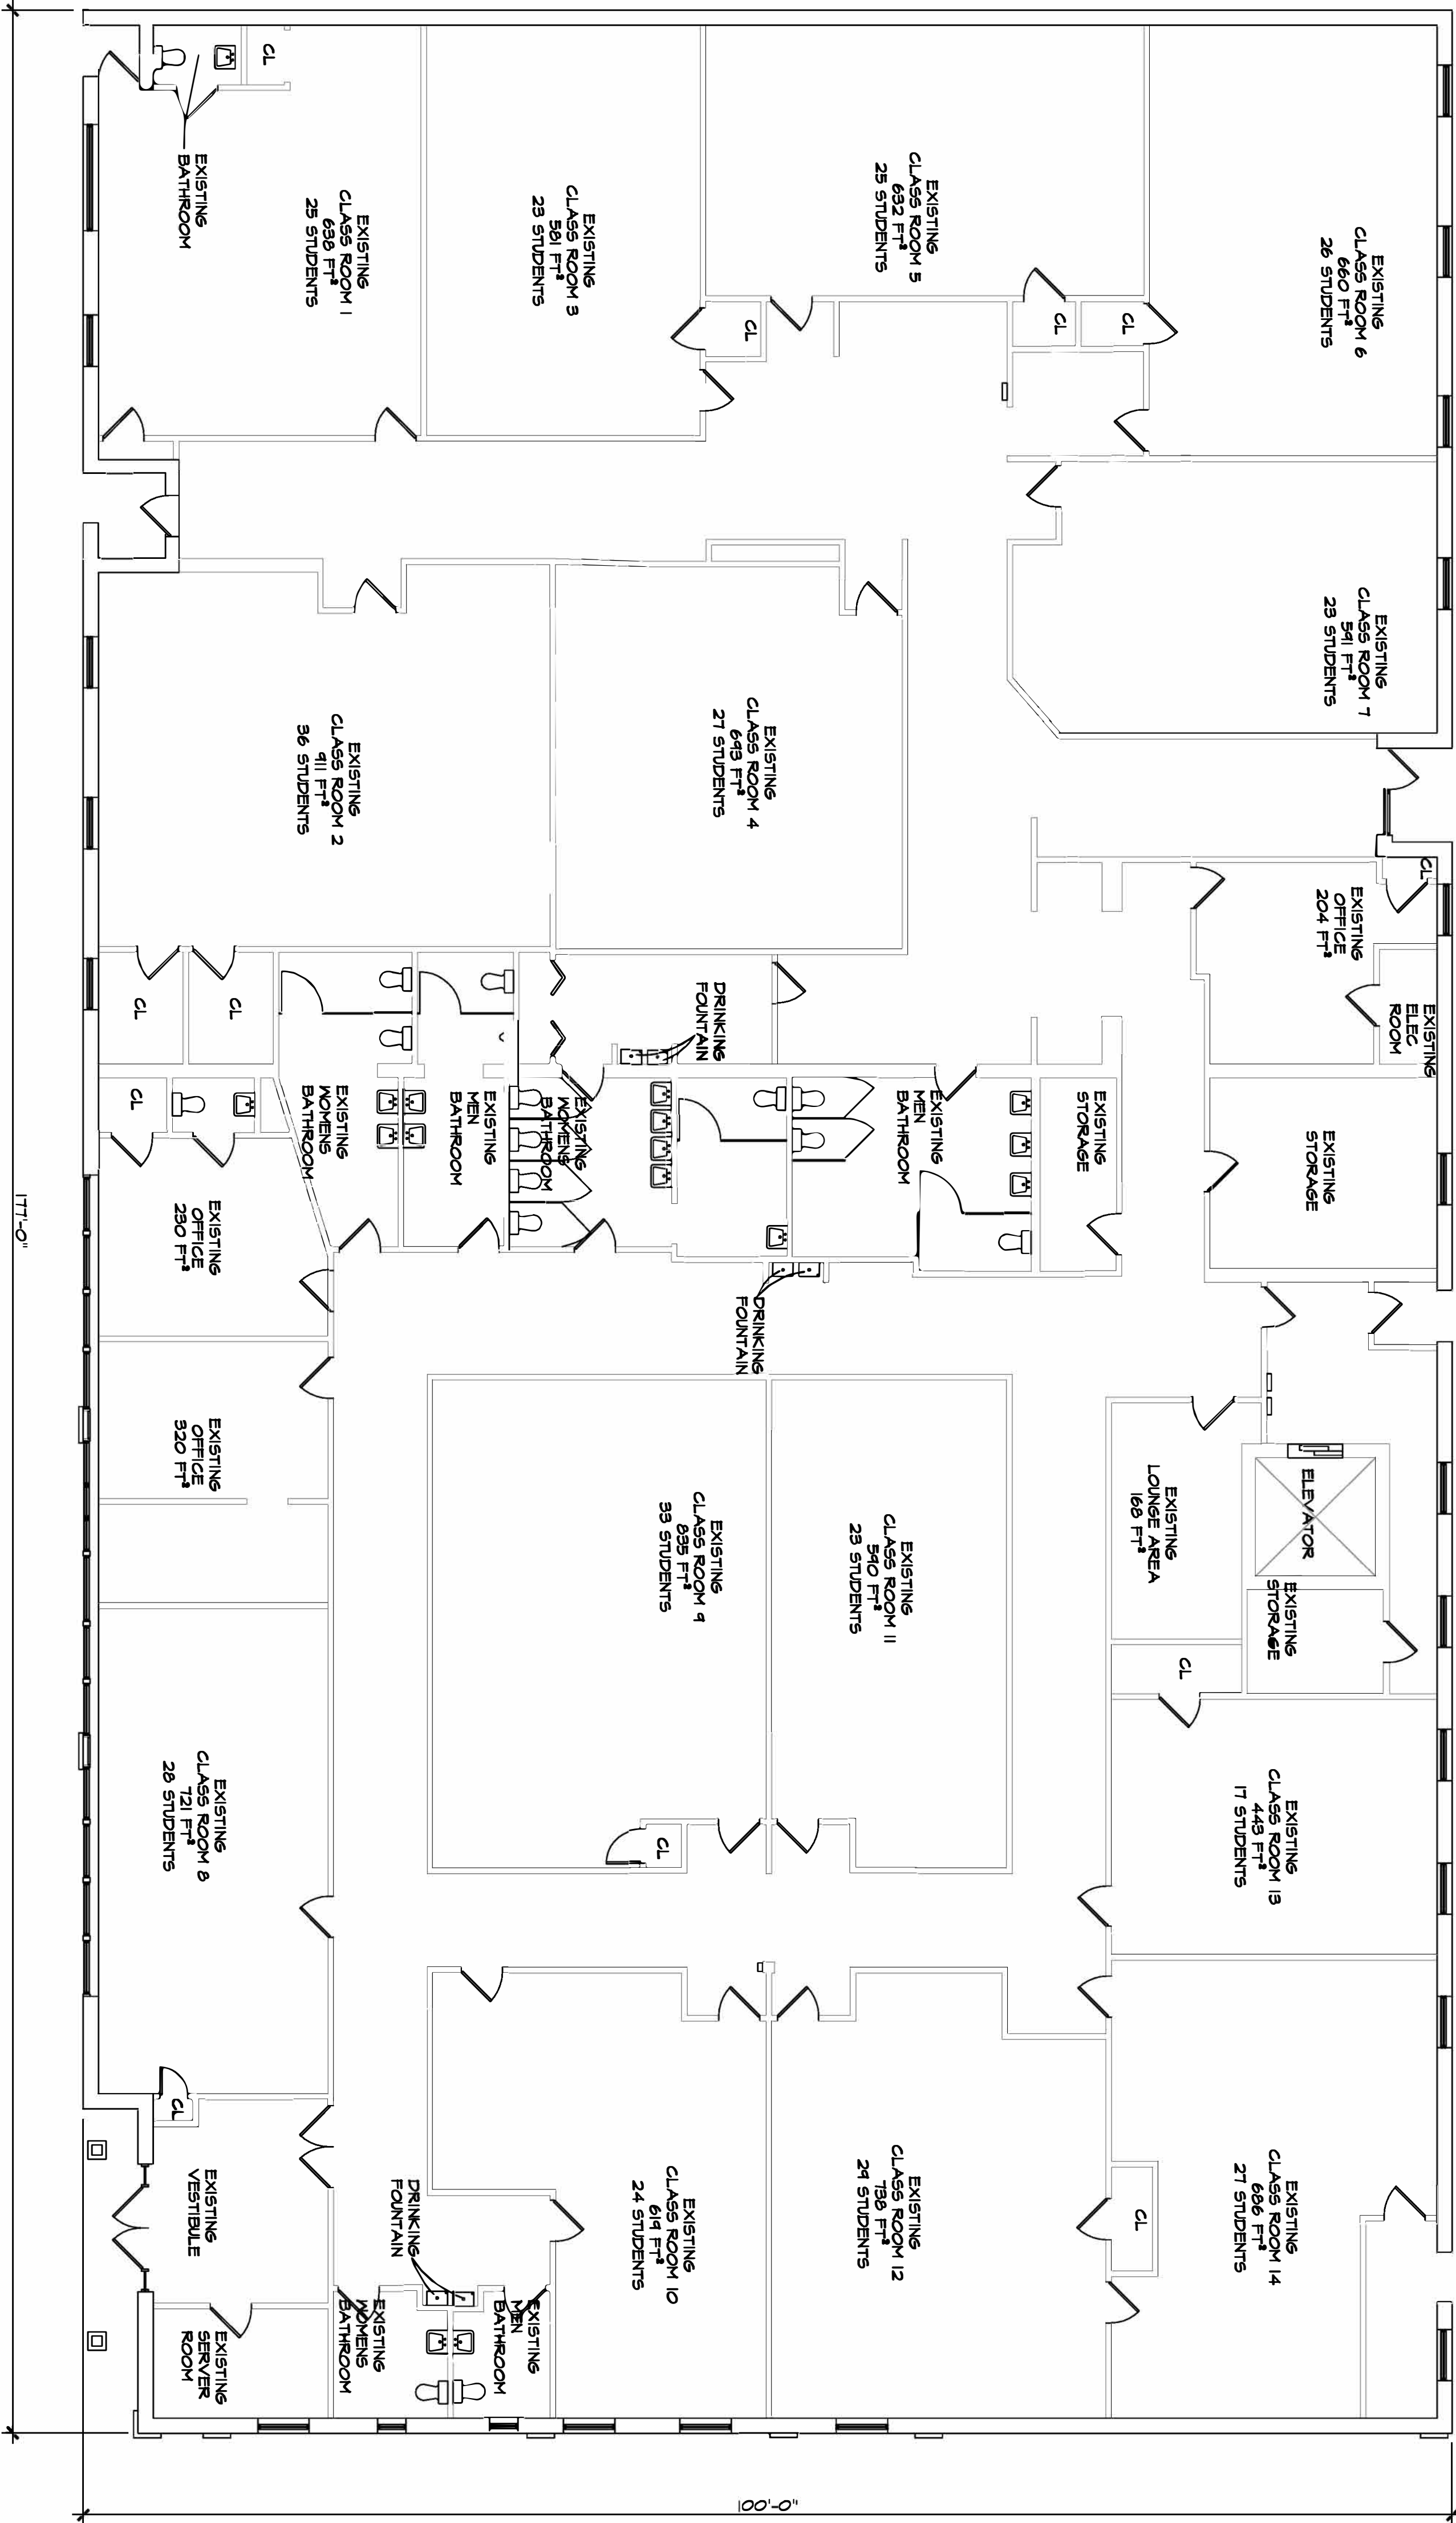 EXISTING
CLASS ROOM 6
660 FT²
26 STUDENTS
EXISTING
CLASS ROOM 7
591 FT²
23 STUDENTS
CL
EXISTING
OFFICE
204 FT²
EXISTING
ELEC
ROOM
EXISTING
STORAGE
ELEVATOR
EXISTING
STORAGE
EXISTING
LOUNGE AREA
168 FT²
CL
EXISTING
CLASS ROOM 13
443 FT²
17 STUDENTS
EXISTING
CLASS ROOM 14
686 FT²
27 STUDENTS
CL
CL
CL
EXISTING
CLASS ROOM 5
632 FT²
25 STUDENTS
CL
EXISTING
STORAGE
EXISTING
MEN
BATHROOM
EXISTING
CLASS ROOM 11
590 FT²
23 STUDENTS
EXISTING
CLASS ROOM 12
738 FT²
29 STUDENTS
EXISTING
CLASS ROOM 3
581 FT²
23 STUDENTS
EXISTING
CLASS ROOM 4
693 FT²
27 STUDENTS
DRINKING
FOUNTAIN
DRINKING
FOUNTAIN
EXISTING
WOMENS
BATHROOM
EXISTING
CLASS ROOM 9
835 FT²
33 STUDENTS
CL
EXISTING
CLASS ROOM 10
619 FT²
24 STUDENTS
EXISTING
MEN
BATHROOM
CL
EXISTING
CLASS ROOM 1
638 FT²
25 STUDENTS
EXISTING
BATHROOM
EXISTING
CLASS ROOM 2
911 FT²
36 STUDENTS
CL
CL
CL
EXISTING
MEN
BATHROOM
EXISTING
WOMENS
BATHROOM
EXISTING
OFFICE
230 FT²
EXISTING
OFFICE
320 FT²
EXISTING
CLASS ROOM 8
721 FT²
28 STUDENTS
CL
EXISTING
VESTIBULE
DRINKING
FOUNTAIN
EXISTING
WOMENS
BATHROOM
EXISTING
SERVER
ROOM
177'-0"
100'-0"